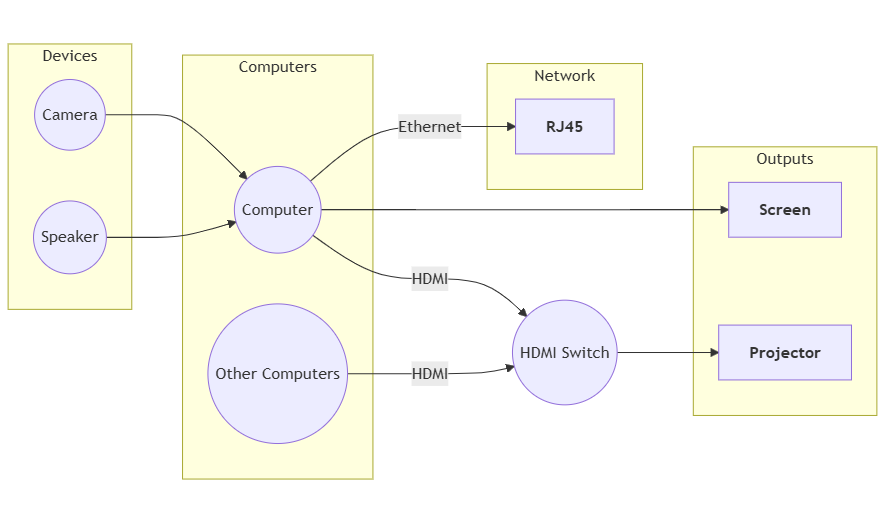 Devices
Camera
Speaker
Computers
Computer
Other Computers
Ethernet
HDMI
HDMI
Network
RJ45
HDMI Switch
Outputs
Screen
Projector